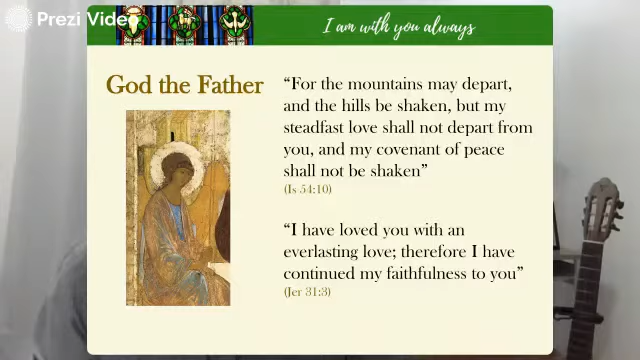 Prezi Video
I am with you always
God the Father
“For the mountains may depart,
and the hills be shaken, but my
steadfast love shall not depart from
you, and my covenant of peace
shall not be shaken”
(Is 54:10)
“I have loved you with an
everlasting love; therefore I have
continued my faithfulness to you”
(Jer 31:3)